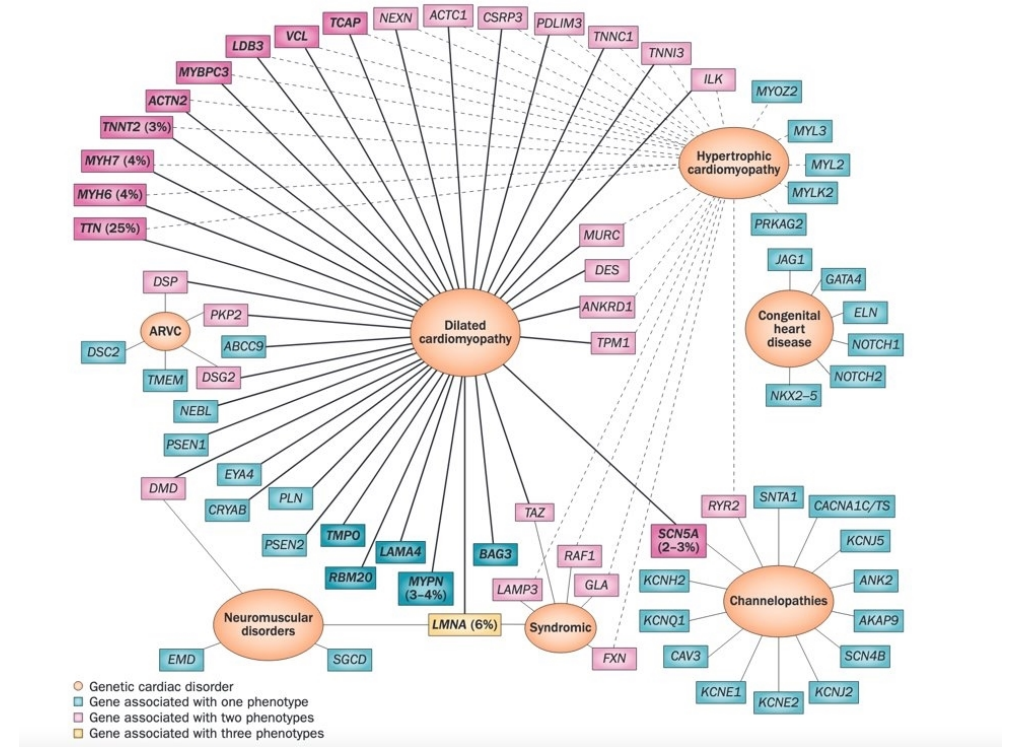 TCAP
NEXN
ACTC1
CSRP3
PDLIM3
TNNC1
TNNI3
ILK
VCL
LDB3
MYBPC3
ACTN2
TNNT2 (3%)
MYH7 (4%)
MYH6 (4%)
TTN (25%)
MYOZ2
MYL3
MYL2
MYLK2
PRKAG2
Hypertrophic
cardiomyopathy
MURC
DES
ANKRD1
TPM1
Dilated
cardiomyopathy
DSP
PKP2
ARVC
ABCC9
DSC2
TMEM
DSG2
NEBL
PSEN1
EYA4
DMD
CRYAB
PLN
PSEN2
TMPO
RBM20
LAMA4
MYPN
(3–4%)
BAG3
LMNA (6%)
JAG1
GATA4
ELN
NOTCH1
NOTCH2
NKX2–5
Congenital
heart
disease
TAZ
RAF1
GLA
LAMP3
Syndromic
FXN
RYR2
SCN5A
(2–3%)
SNTA1
CACNA1C/TS
KCNJ5
ANK2
AKAP9
SCN4B
KCNJ2
KCNE2
KCNE1
CAV3
KCNQ1
KCNH2
Channelopathies
Neuromuscular
disorders
EMD
SGCD
Genetic cardiac disorder
Gene associated with one phenotype
Gene associated with two phenotypes
Gene associated with three phenotypes